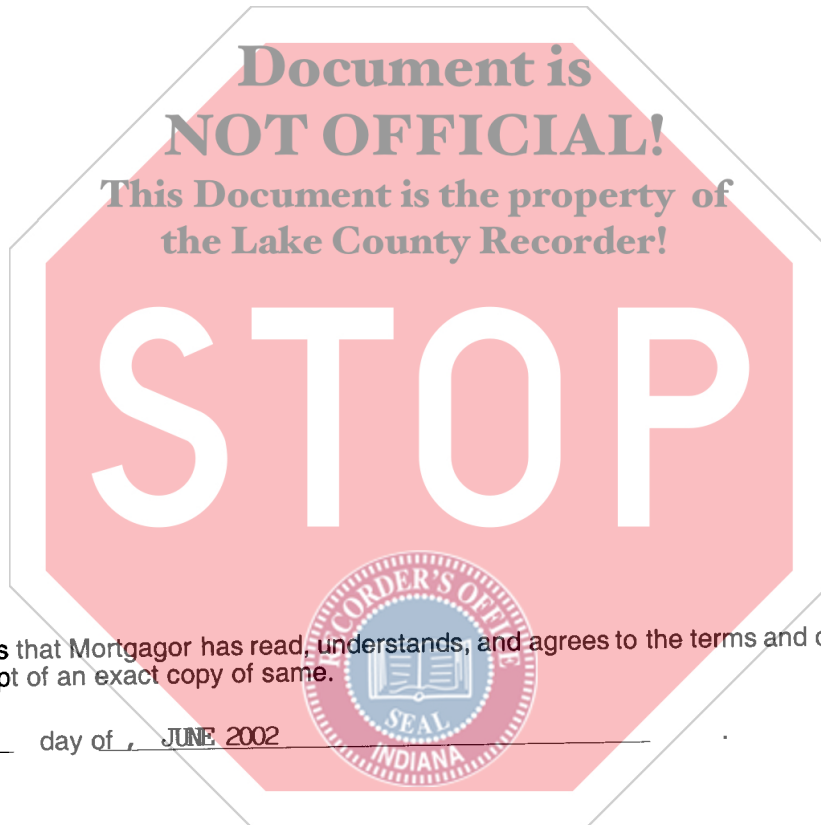 Document is
NOT OFFICIAL!
This Document is the property of
the Lake County Recorder!
STOP
RECORDER'S OFFIE
s that Mortgagor has read, understands, and agrees to the terms and
pt of an exact copy of same.
SEAL
day of , JUNE 2002 .
INDIANA